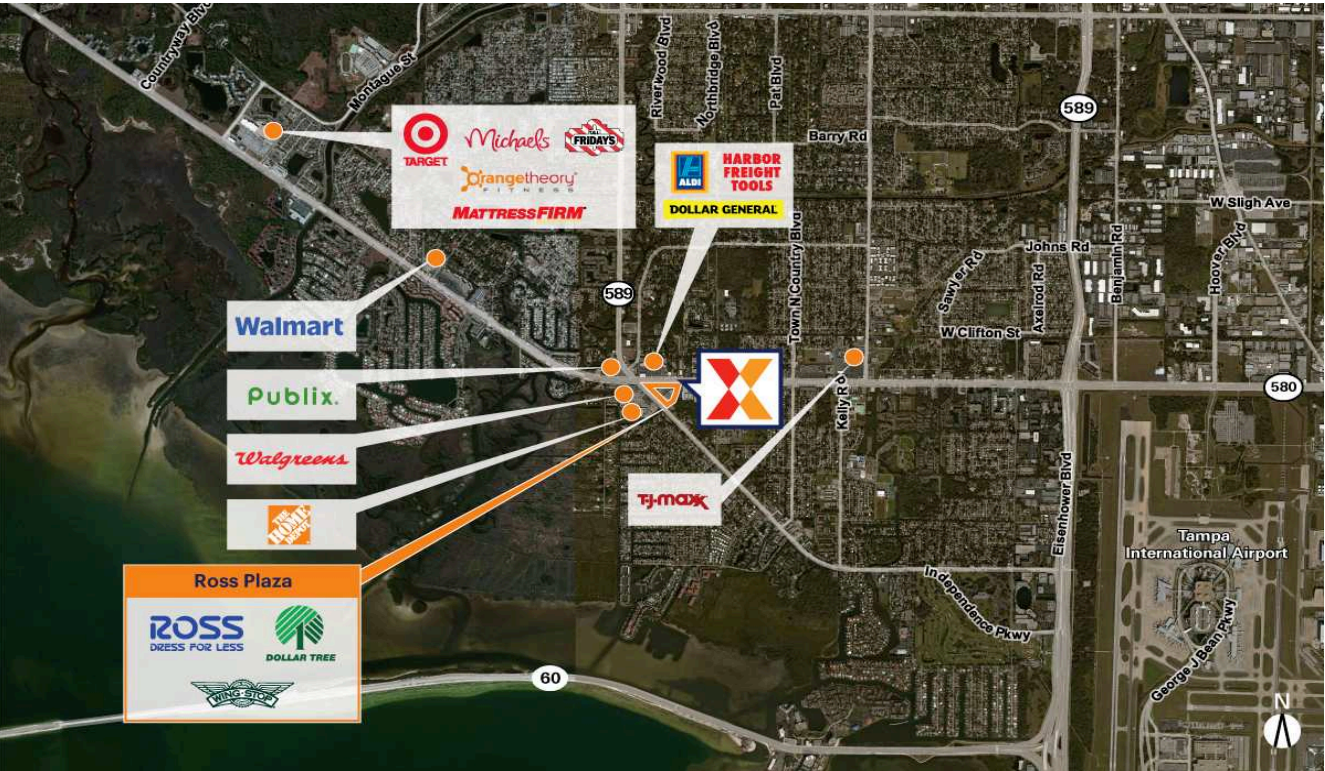 Countryway Blvd
Montague St
Riverwood Blvd
Northbridge Blvd
Pat Blvd
589
Barry Rd
TARGET
Michaels
FRIDAYS
Orangetheory
FITNESS
MATTRESSFIRM
ALDI
HARBOR
FREIGHT
TOOLS
DOLLAR GENERAL
W Sligh Ave
Town N Country Blvd
Johns Rd
Sawyer Rd
Axelrod Rd
Benjamin Rd
Hoover Blvd
589
W Clifton St
Walmart
Publix.
Walgreens
THE
HOME
DEPOT
580
Kelly Rd
T.J.maxx
Eisenhower Blvd
Tampa
International Airport
Independence Pkwy
George J Bean Pkwy
Ross Plaza
ROSS
DRESS FOR LESS
DOLLAR TREE
WING-STOP
60
N